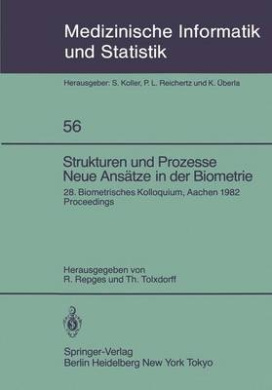 Medizinische Informatik
und Statistik
Herausgeber: S. Koller, P. L. Reichertz und K. Überla
56
Strukturen und Prozesse
Neue Ansätze in der Biometrie
28. Biometrisches Kolloquium, Aachen 1982
Proceedings
Herausgegeben von
R. Repges und Th. Tolxdorff
Springer-Verlag
Berlin Heidelberg New York Tokyo